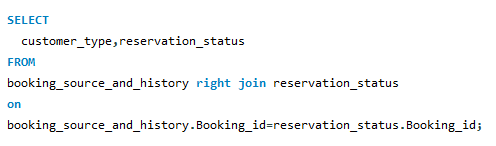 SELECT
customer_type,reservation_status
FROM
booking_source_and_history right join reservation_status
on
booking_source_and_history.Booking_id=reservation_status.Booking_id;